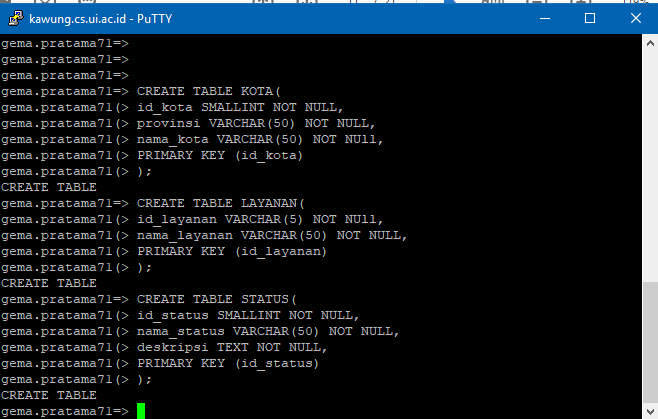 kawung.cs.ui.ac.id - PuTTY
gema.pratama71=>
gema.pratama71=>
gema.pratama71=>
gema.pratama71=> CREATE TABLE KOTA(
gema.pratama71(> id_kota SMALLINT NOT NULL,
gema.pratama71(> provinsi VARCHAR(50) NOT NULL,
gema.pratama71(> nama_kota VARCHAR(50) NOT NUll,
gema.pratama71(> PRIMARY KEY (id_kota)
gema.pratama71(> );
CREATE TABLE
gema.pratama71=> CREATE TABLE LAYANAN(
gema.pratama71(> id_layanan VARCHAR(5) NOT NUll,
gema.pratama71(> nama_layanan VARCHAR(50) NOT NULL,
gema.pratama71(> PRIMARY KEY (id_layanan)
gema.pratama71(> );
CREATE TABLE
gema.pratama71=> CREATE TABLE STATUS(
gema.pratama71(> id_status SMALLINT NOT NULL,
gema.pratama71(> nama_status VARCHAR(50) NOT NULL,
gema.pratama71(> deskripsi TEXT NOT NULL,
gema.pratama71(> PRIMARY KEY (id_status)
gema.pratama71(> );
CREATE TABLE
gema.pratama71=>